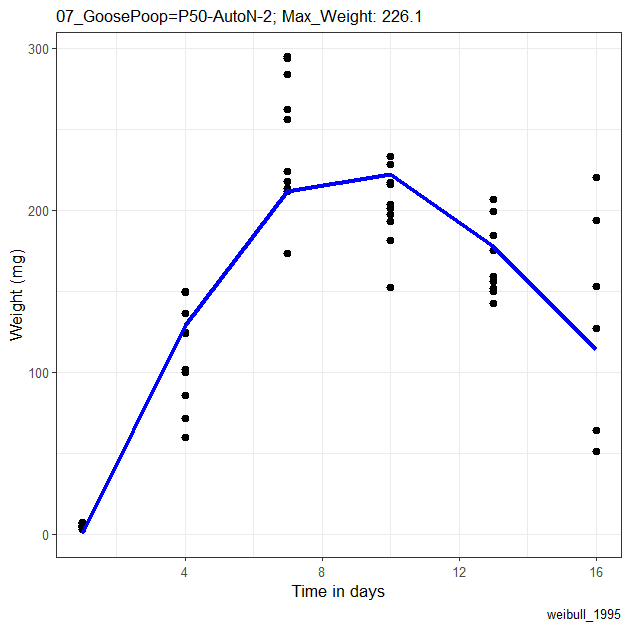 07_GoosePoop=P50-AutoN-2; Max_Weight: 226.1
300
200
100
0
Weight (mg)
4
8
12
16
Time in days
weibull_1995